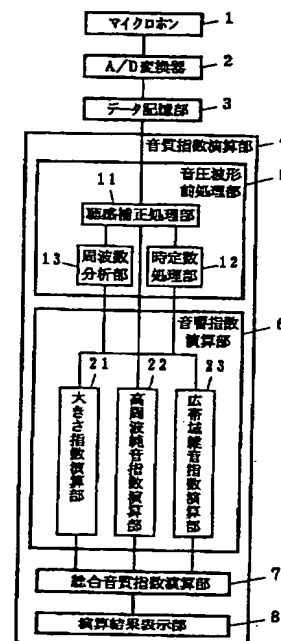 マイクロホン 1
A/D変換器 2
データ記憶部 3
音質指数演算部
音圧波形
前処理部
11
聴感補正処理部
13
周波数
分析部
12
時定数
処理部
音響指数
演算部
6
21
大きさ指数演算部
22
高周波純音指数演算部
23
広帯域雑音指数演算部
総合音質指数演算部 7
演算結果表示部 8